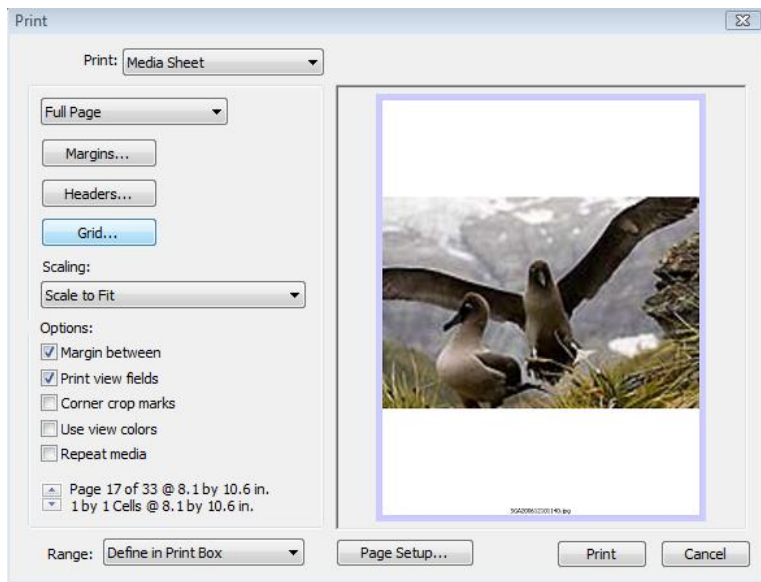 Print
Print: Media Sheet
Full Page
Margins...
Headers...
Grid...
Scaling:
Scale to Fit
Options:
Margin between
Print view fields
Corner crop marks
Use view colors
Repeat media
Page 17 of 33 @ 8.1 by 10.6 in.
1 by 1 Cells @ 8.1 by 10.6 in.
Range: Define in Print Box
Page Setup...
Print
Cancel